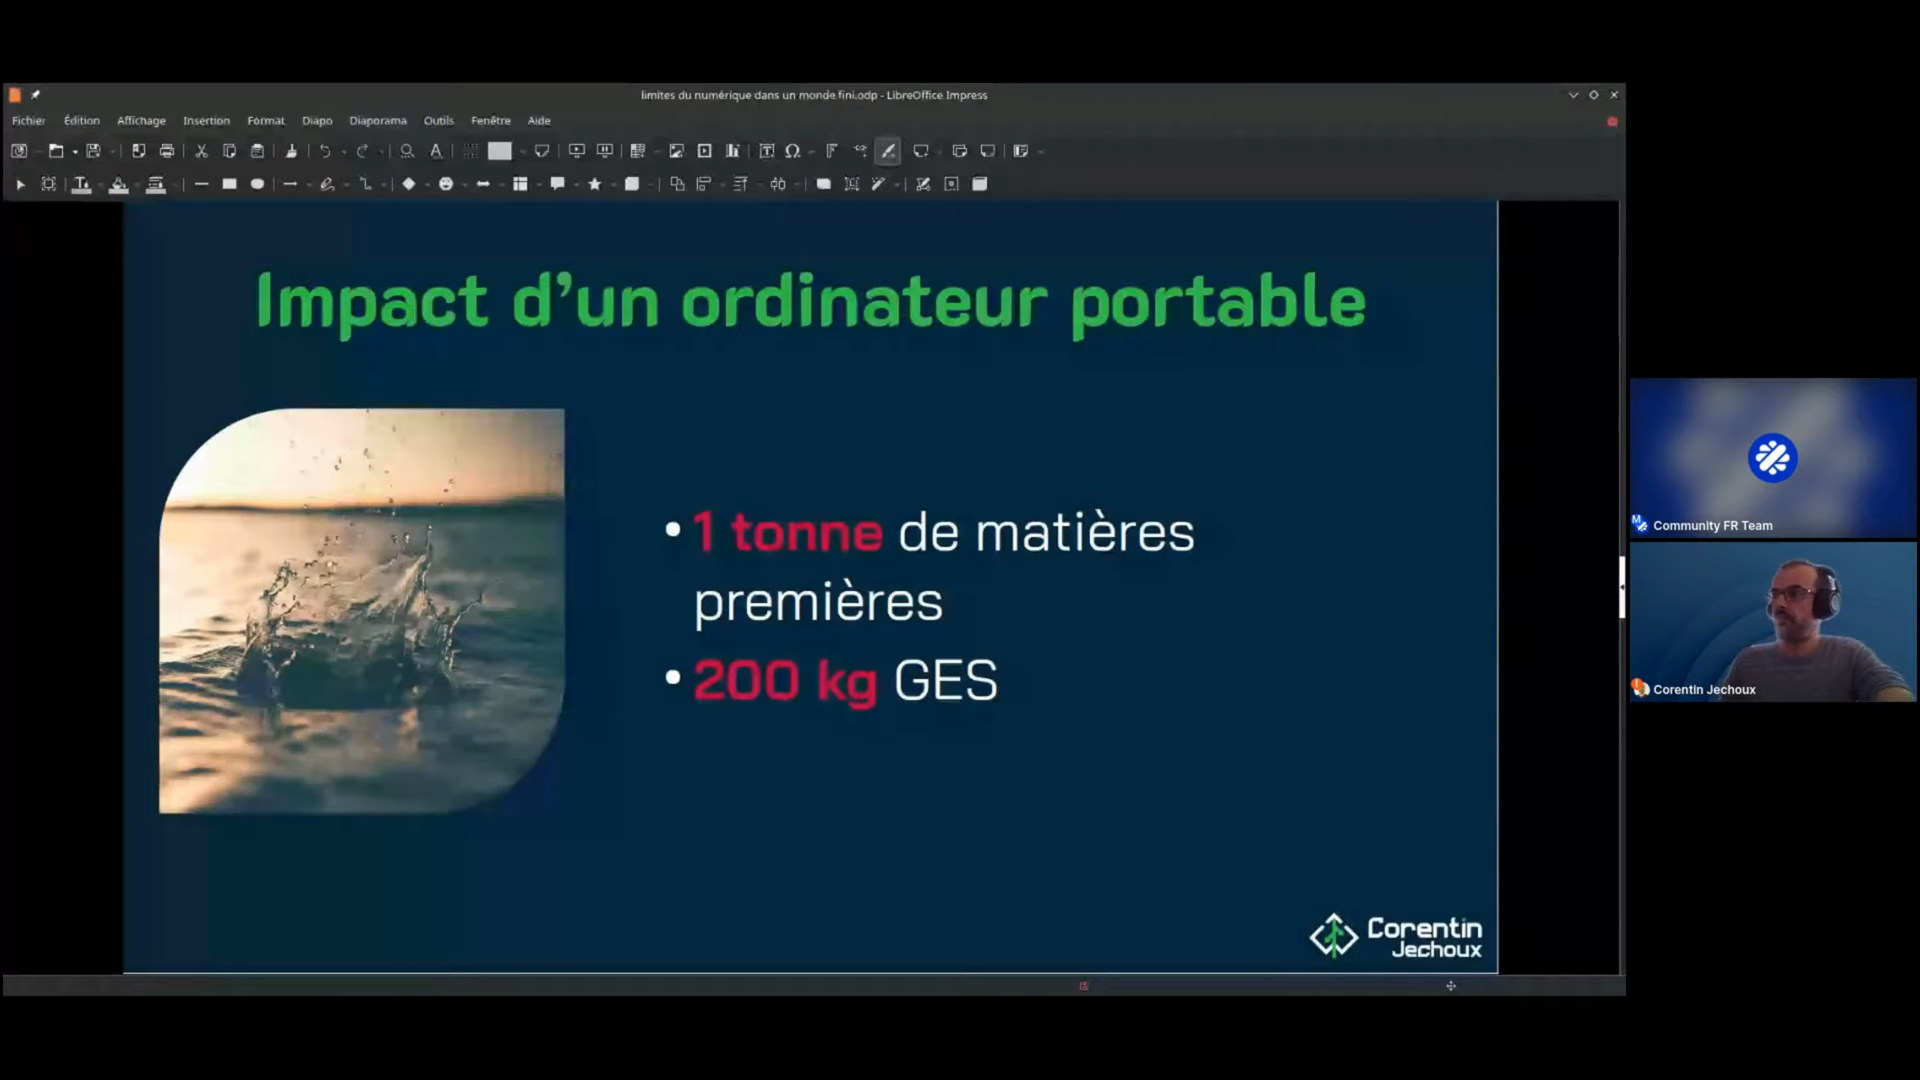 limites du numérique dans un monde fini.odp - LibreOffice Impress
Fichier Édition Affichage Insertion Format Diapo Diaporama Outils Fenêtre Aide
Impact d’un ordinateur portable
• 1 tonne de matières
premières
• 200 kg GES
Corentin
Jechoux
Community FR Team
Corentin Jechoux